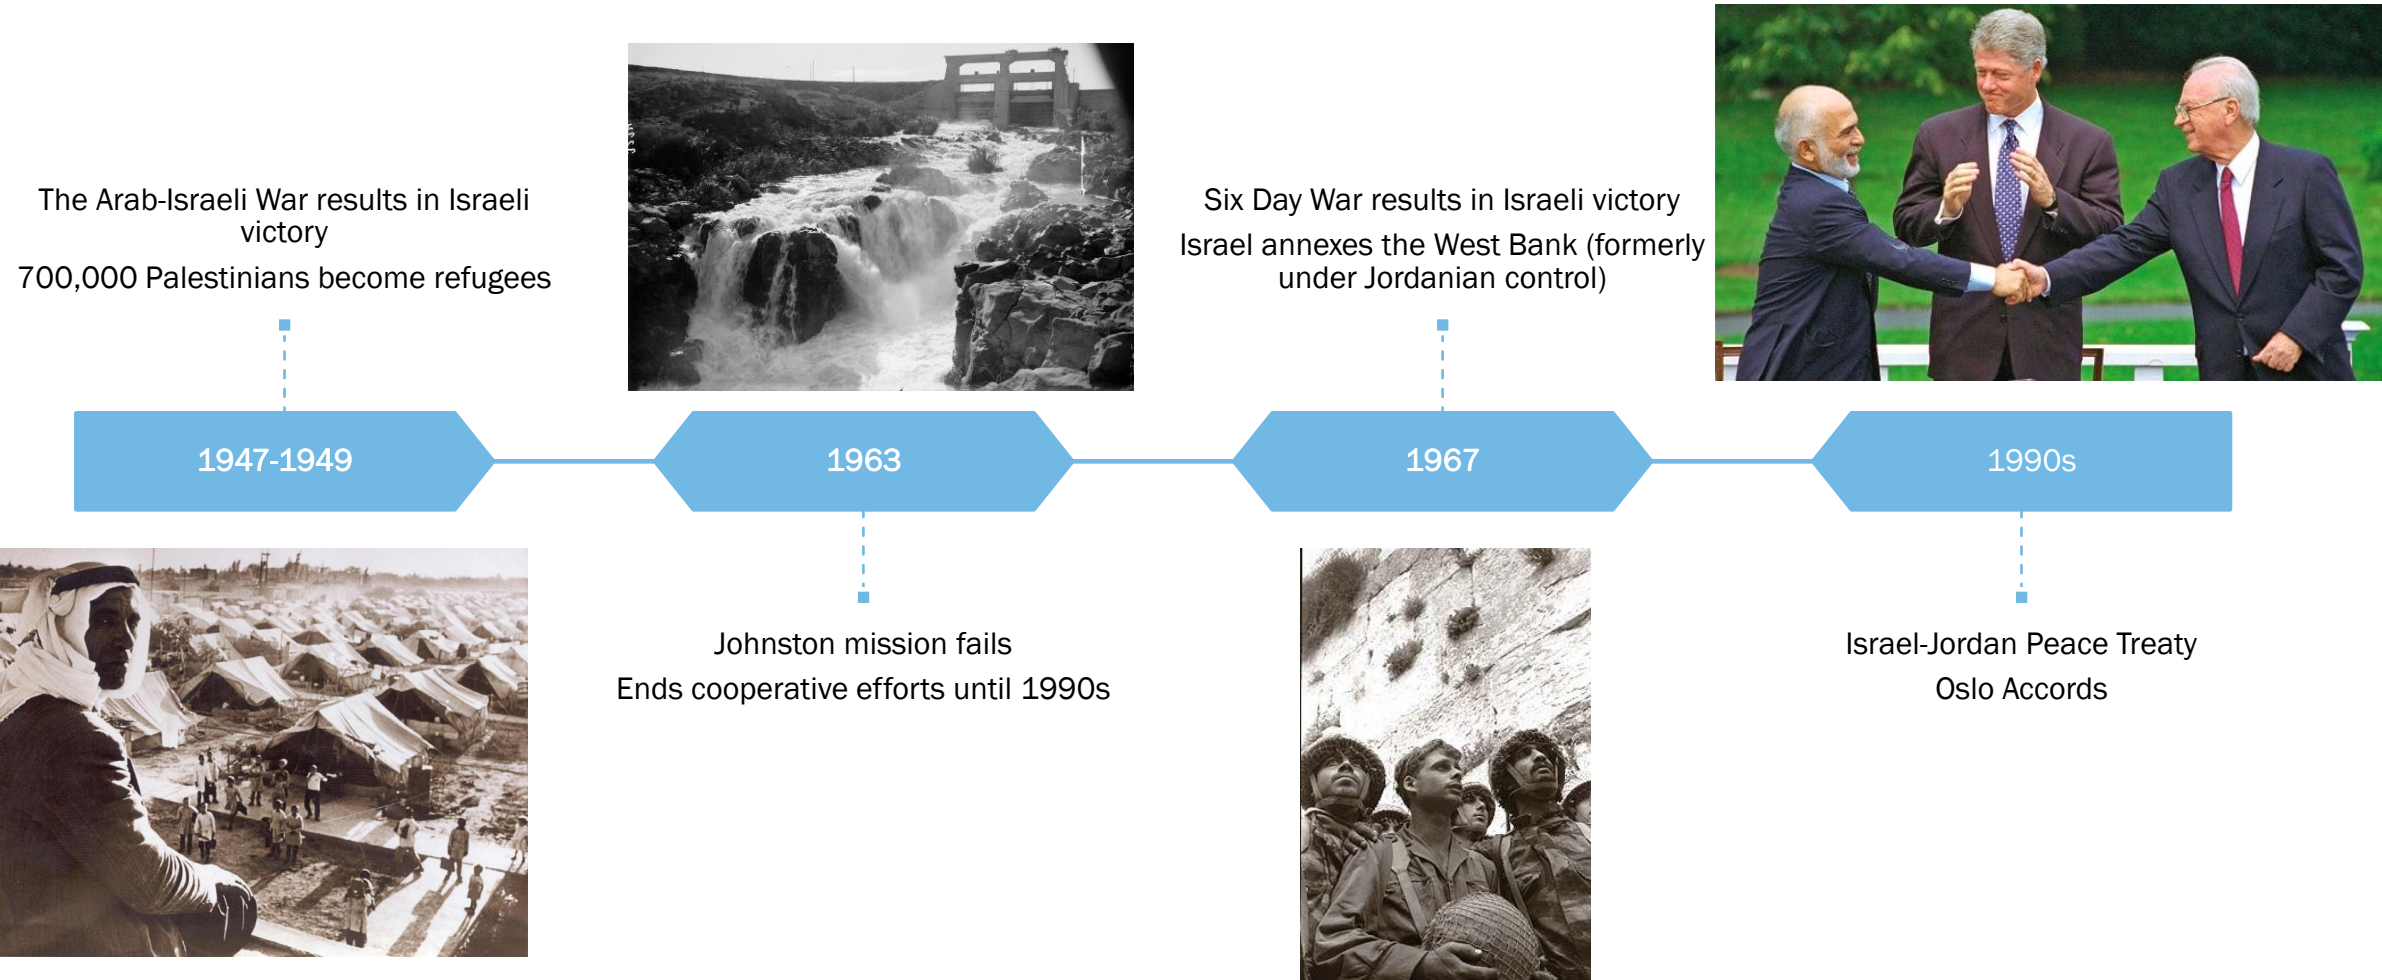 The Arab-Israeli War results in Israeli
victory
700,000 Palestinians become refugees
1947-1949
1963
Johnston mission fails
Ends cooperative efforts until 1990s
Six Day War results in Israeli victory
Israel annexes the West Bank (formerly
under Jordanian control)
1967
1990s
Israel-Jordan Peace Treaty
Oslo Accords